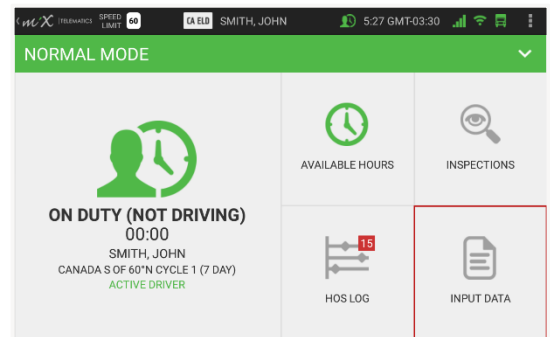 miX TELEMATICS SPEED LIMIT 60 CA ELD SMITH, JOHN 5:27 GMT-03:30
NORMAL MODE
AVAILABLE HOURS
INSPECTIONS
ON DUTY (NOT DRIVING)
00:00
SMITH, JOHN
CANADA S OF 60°N CYCLE 1 (7 DAY)
ACTIVE DRIVER
15
HOS LOG
INPUT DATA